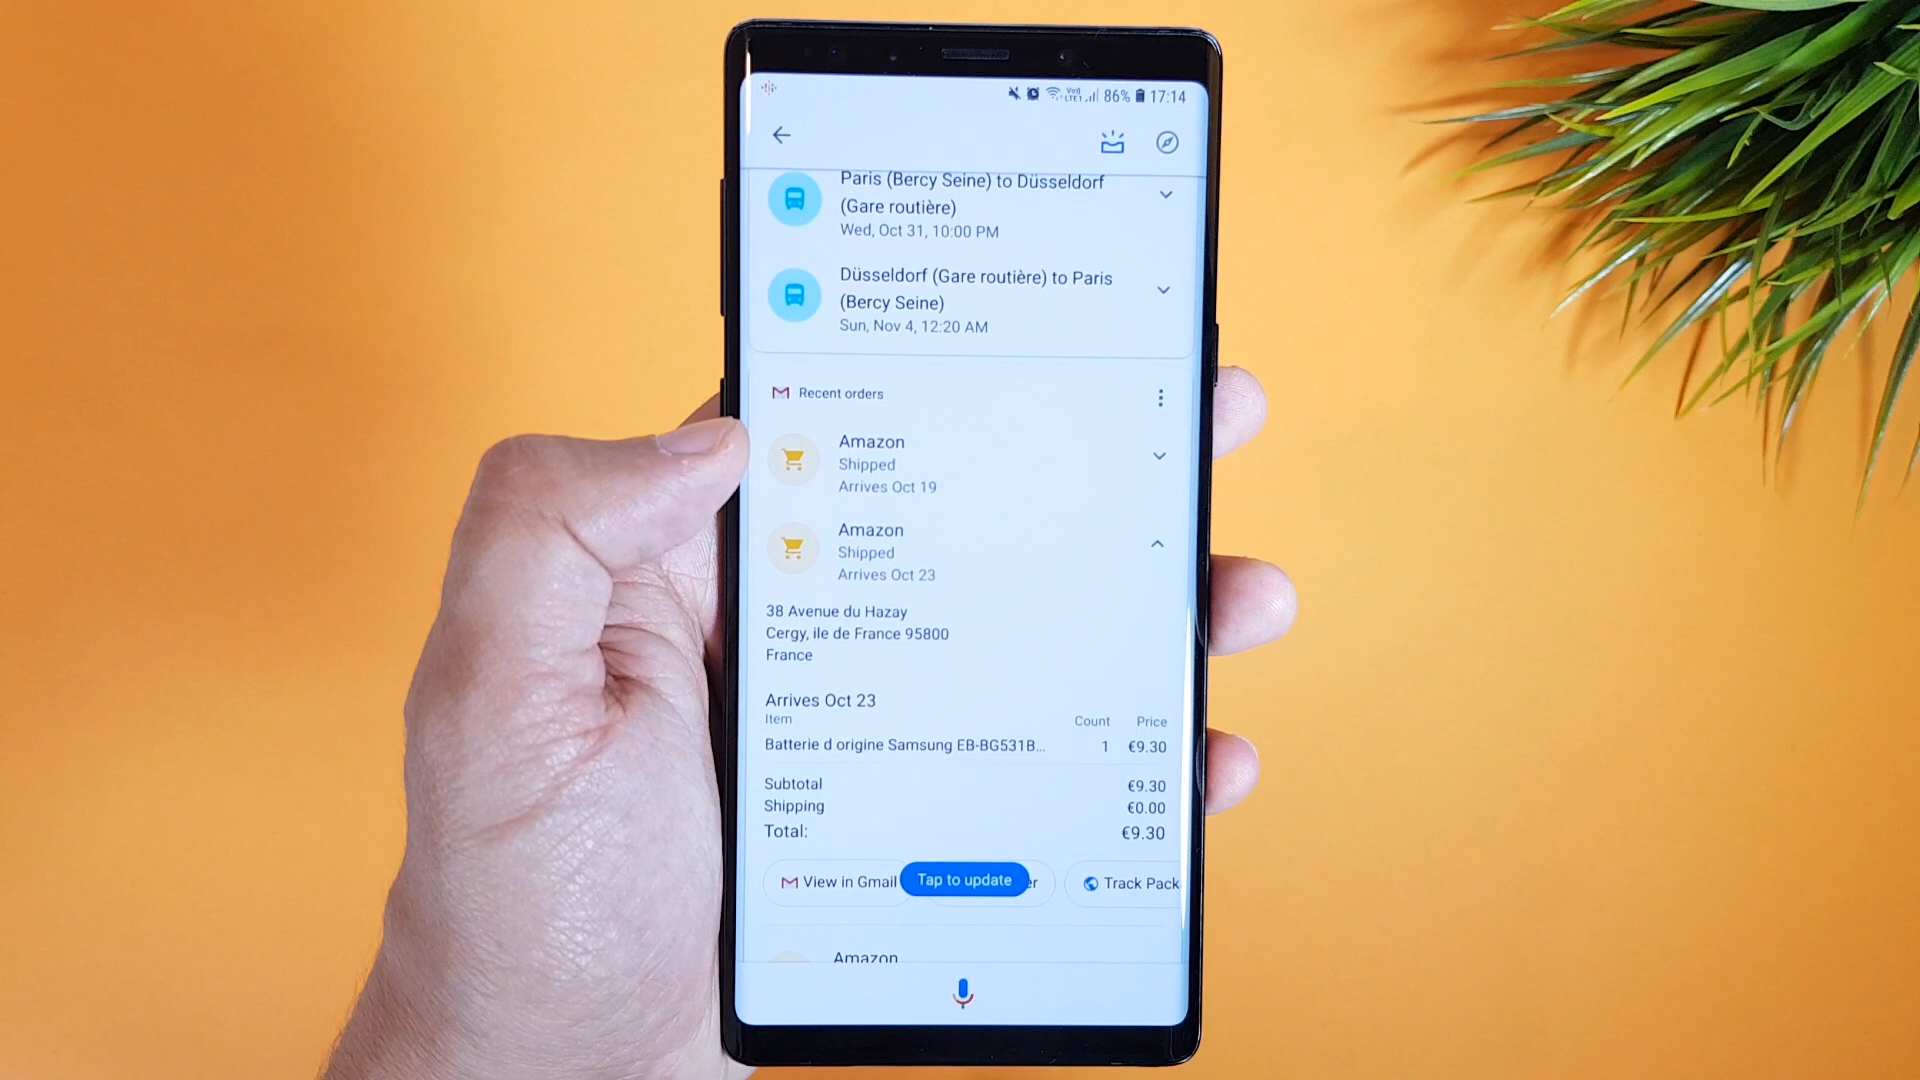 86% 17:14
Paris (Bercy Seine) to Düsseldorf
(Gare routière)
Wed, Oct 31, 10:00 PM
Düsseldorf (Gare routière) to Paris
(Bercy Seine)
Sun, Nov 4, 12:20 AM
Recent orders
Amazon
Shipped
Arrives Oct 19
Amazon
Shipped
Arrives Oct 23
38 Avenue du Hazay
Cergy, ile de France 95800
France
Arrives Oct 23
Item Count Price
Batterie d origine Samsung EB-BG531B... 1 €9.30
Subtotal €9.30
Shipping €0.00
Total: €9.30
View in Gmail Tap to update er Track Pack
Amazon